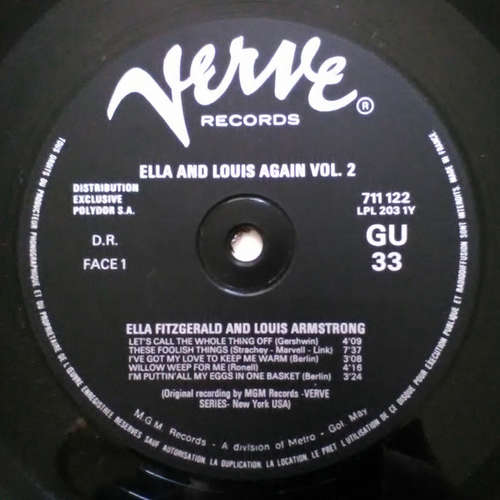 Verve
®
RECORDS
ELLA AND LOUIS AGAIN VOL. 2
DISTRIBUTION
EXCLUSIVE
POLYDOR S.A.
711 122
LPL 203 1Y
D.R.
GU
FACE 1
33
ELLA FITZGERALD AND LOUIS ARMSTRONG
LET'S CALL THE WHOLE THING OFF (Gershwin) 4'09
THESE FOOLISH THINGS (Strachey - Marvell - Link) 7'37
I'VE GOT MY LOVE TO KEEP ME WARM (Berlin) 3'08
WILLOW WEEP FOR ME (Ronell) 4'16
I'M PUTTIN' ALL MY EGGS IN ONE BASKET (Berlin) 3'24
(Original recording by MGM Records -VERVE
SERIES- New York USA)
M.G.M. Records - A division of Metro - Gol. May
TOUS DROITS DU PRODUCTEUR PHONOGRAPHIQUE ET DU PROPRIETAIRE DE L'ŒUVRE ENREGISTREE RESERVES SAUF AUTORISATION LA DUPLICATION, LA LOCATION, LE PRET L'UTILISATION DE CE DISQUE POUR EXECUTION PUBLIQUE ET RADIODIFFUSION SONT INTERDITS. MADE IN FRANCE.